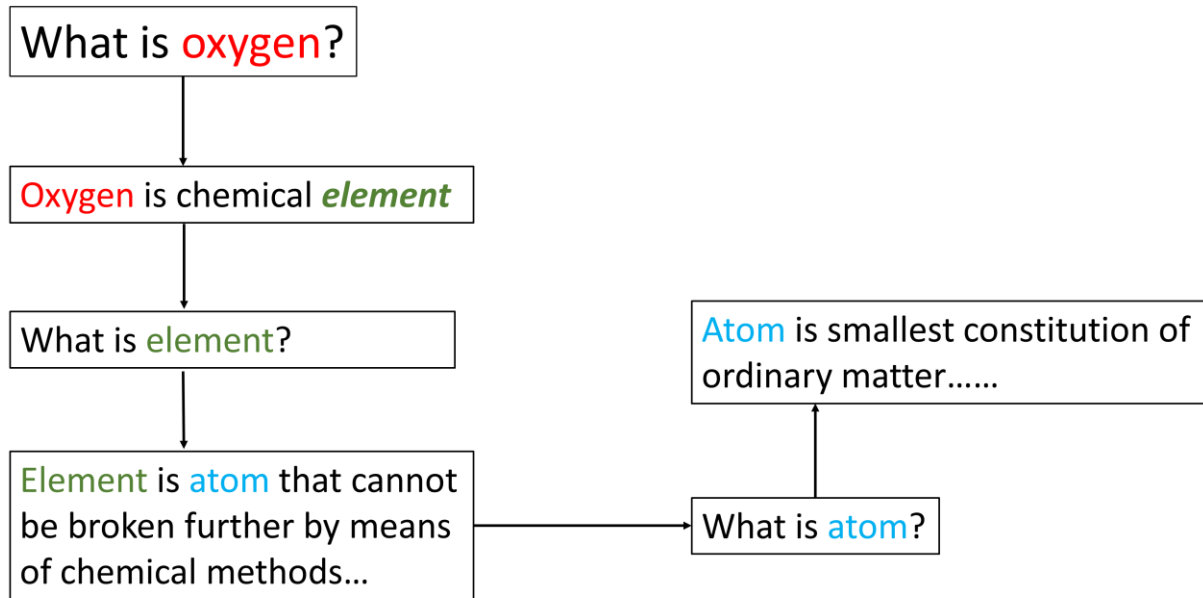 What is oxygen?
Oxygen is chemical element
What is element?
Element is atom that cannot
be broken further by means
of chemical methods…
What is atom?
Atom is smallest constitution of
ordinary matter……